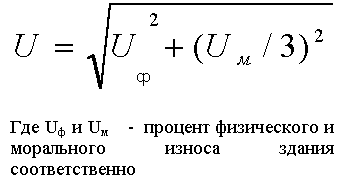 U = √(Uф² + (Uм / 3)²)
Где Uф и Uм - процент физического и
морального износа здания
соответственно